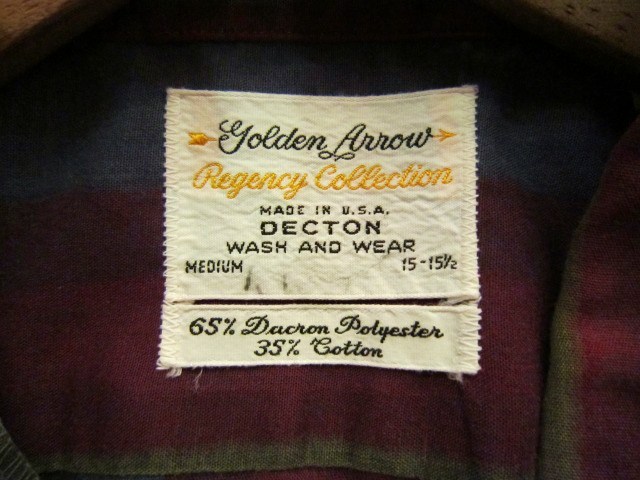 Golden Arrow
Regency Collection
MADE IN U.S.A.
DECTON
WASH AND WEAR
MEDIUM 15-15½
65% Dacron Polyester
35% Cotton